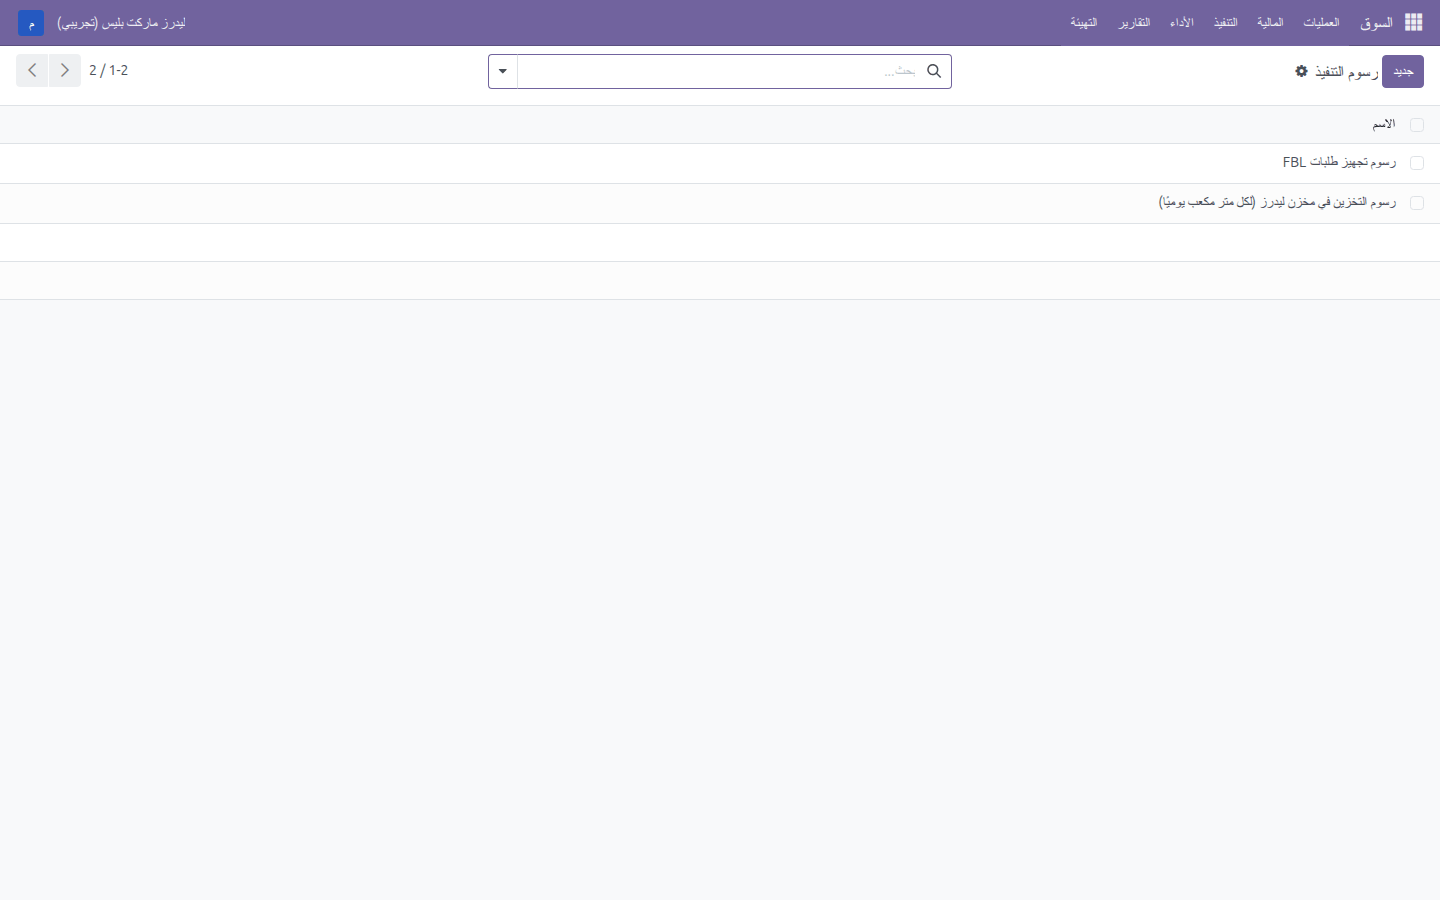 السوق العمليات المالية التنفيذ الأداء التقارير التهيئة ليدرز ماركت بليس (تجريبي) م
جديد رسوم التنفيذ بحث... 1-2 / 2
الاسم
رسوم تجهيز طلبات FBL
رسوم التخزين في مخزن ليدرز (لكل متر مكعب يوميًا)